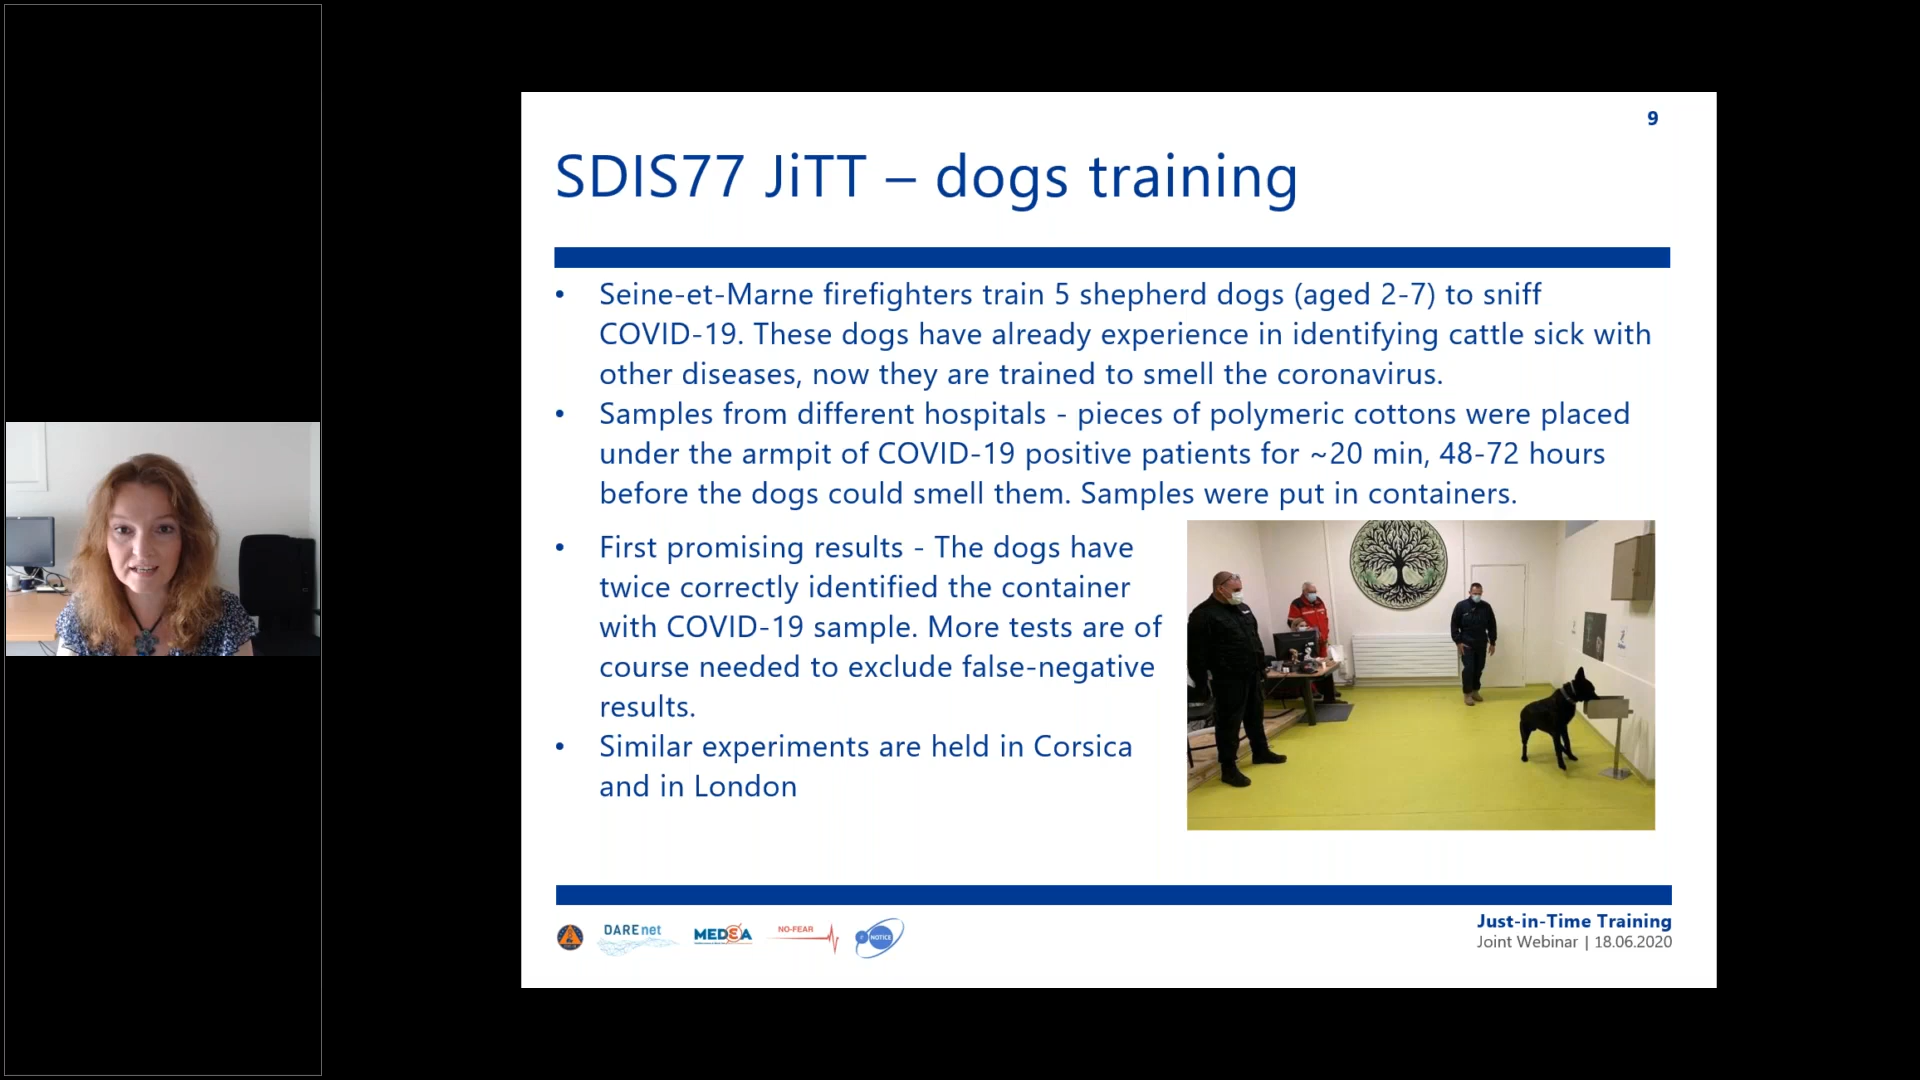 9
SDIS77 JiTT – dogs training
• Seine-et-Marne firefighters train 5 shepherd dogs (aged 2-7) to sniff
COVID-19. These dogs have already experience in identifying cattle sick with
other diseases, now they are trained to smell the coronavirus.
• Samples from different hospitals - pieces of polymeric cottons were placed
under the armpit of COVID-19 positive patients for ~20 min, 48-72 hours
before the dogs could smell them. Samples were put in containers.
• First promising results - The dogs have
twice correctly identified the container
with COVID-19 sample. More tests are of
course needed to exclude false-negative
results.
• Similar experiments are held in Corsica
and in London
DAREnet
MEDEA
NO-FEAR
NOTICE
Just-in-Time Training
Joint Webinar | 18.06.2020